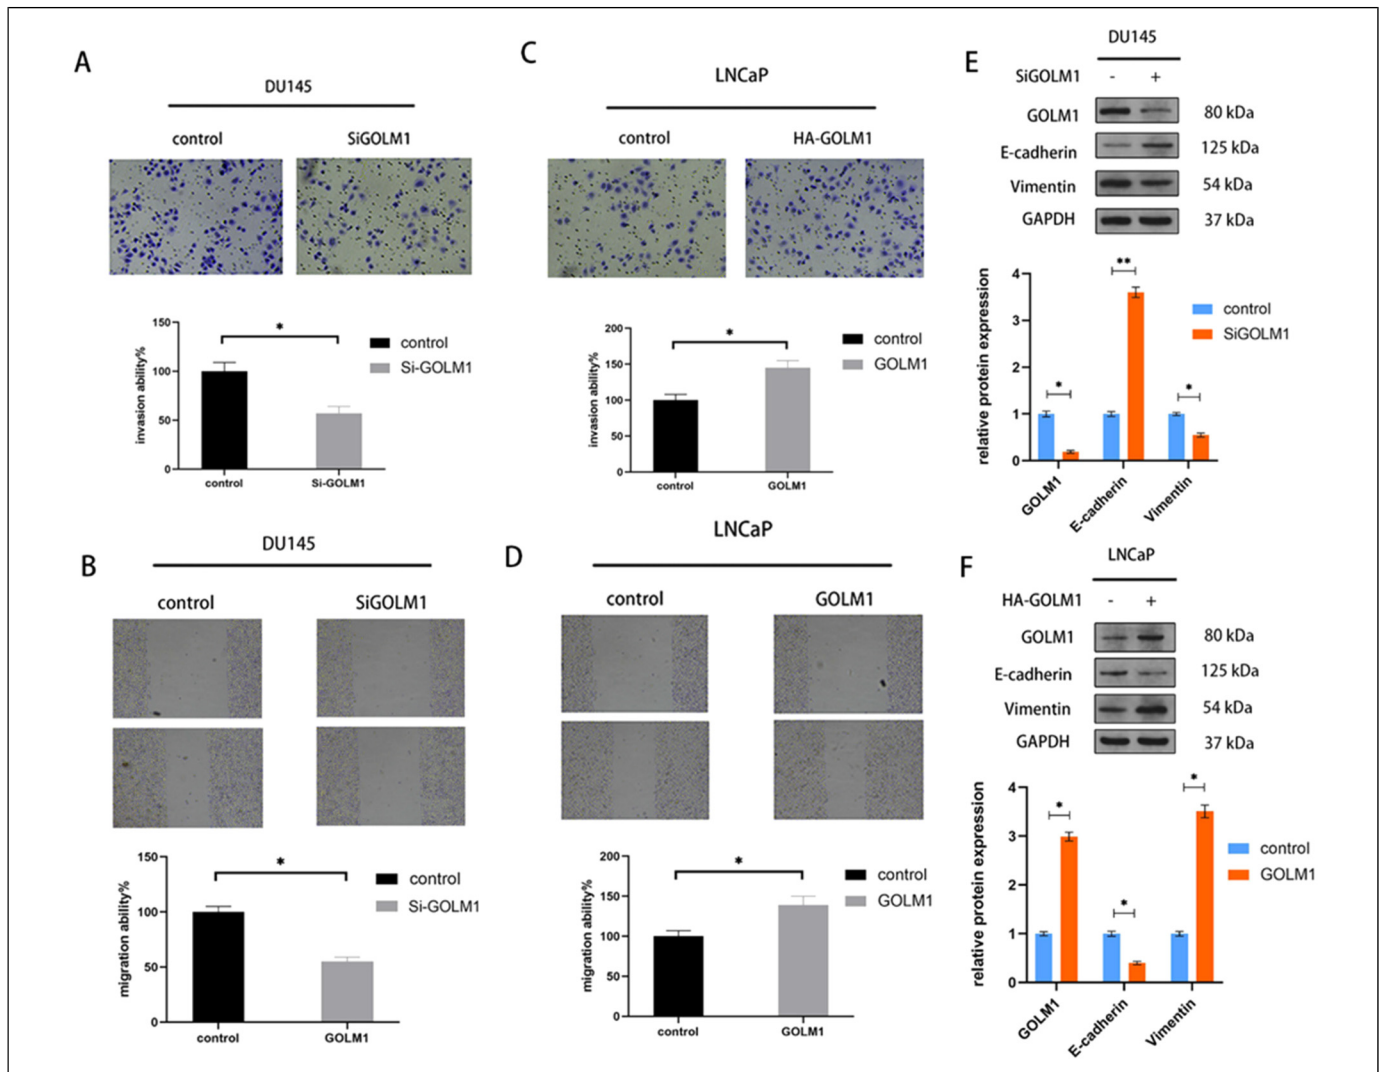 A
DU145
control SiGOLM1
150
100
50
0
invasion ability%
*
control
Si-GOLM1
control Si-GOLM1
B
DU145
control SiGOLM1
150
100
50
0
migration ability%
*
control
Si-GOLM1
control GOLM1
C
LNCaP
control HA-GOLM1
200
150
100
50
0
invasion ability%
*
control
GOLM1
control GOLM1
D
LNCaP
control GOLM1
200
150
100
50
0
migration ability%
*
control
GOLM1
control GOLM1
E
DU145
SiGOLM1 - +
GOLM1 80 kDa
E-cadherin 125 kDa
Vimentin 54 kDa
GAPDH 37 kDa
4
3
2
1
0
relative protein expression
* ** *
control
SiGOLM1
GOLM1 E-cadherin Vimentin
F
LNCaP
HA-GOLM1 - +
GOLM1 80 kDa
E-cadherin 125 kDa
Vimentin 54 kDa
GAPDH 37 kDa
4
3
2
1
0
relative protein expression
* * *
control
GOLM1
GOLM1 E-cadherin Vimentin